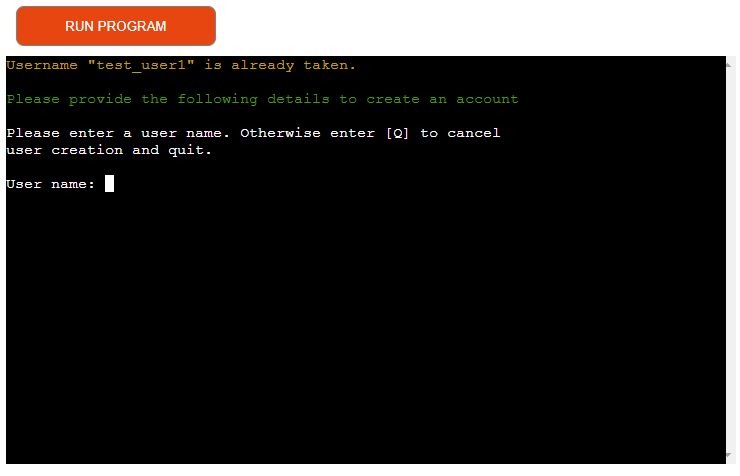 RUN PROGRAM
Username "test_user1" is already taken.
Please provide the following details to create an account
Please enter a user name. Otherwise enter [Q] to cancel
user creation and quit.
User name: